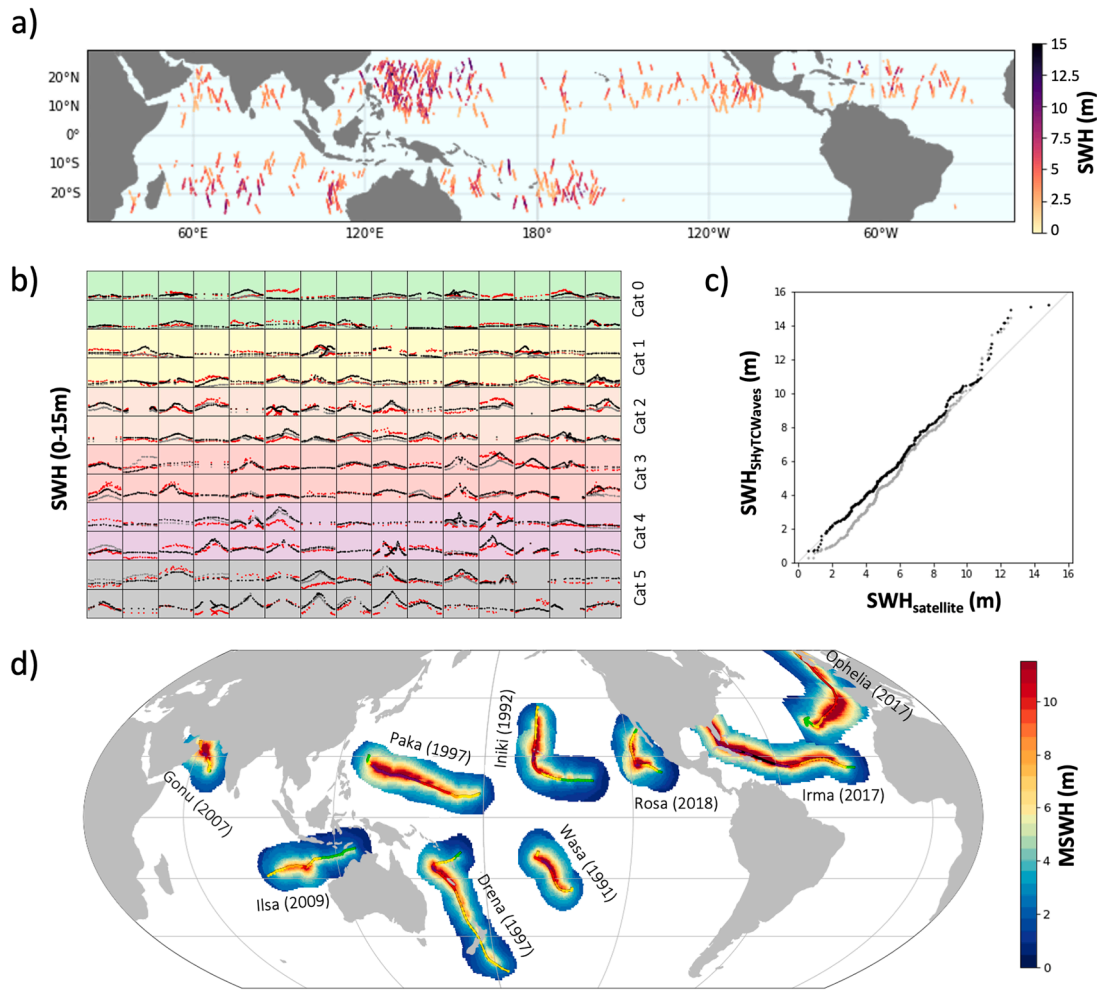 a)
20°N
10°N
0°
10°S
20°S
60°E
120°E
180°
120°W
60°W
15
12.5
10
7.5
5
2.5
0
SWH (m)
b)
SWH (0-15m)
Cat 0
Cat 1
Cat 2
Cat 3
Cat 4
Cat 5
c)
16
14
12
10
8
6
4
2
0
SWHSHyTCWaves (m)
0
2
4
6
8
10
12
14
16
SWHsatellite (m)
d)
Gonu (2007)
Ilsa (2009)
Paka (1997)
Drena (1997)
Iniki (1992)
Wasa (1991)
Rosa (2018)
Irma (2017)
Ophelia (2017)
10
8
6
4
2
0
MSWH (m)